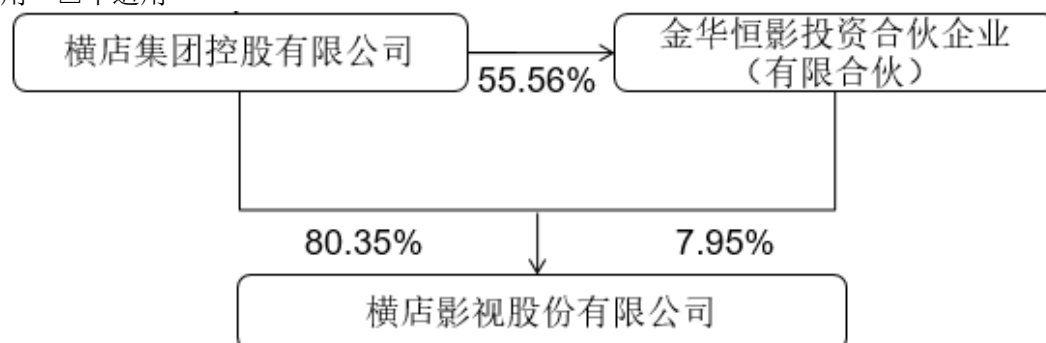 横店集团控股有限公司
55.56%
金华恒影投资合伙企业
（有限合伙）
80.35%
7.95%
横店影视股份有限公司